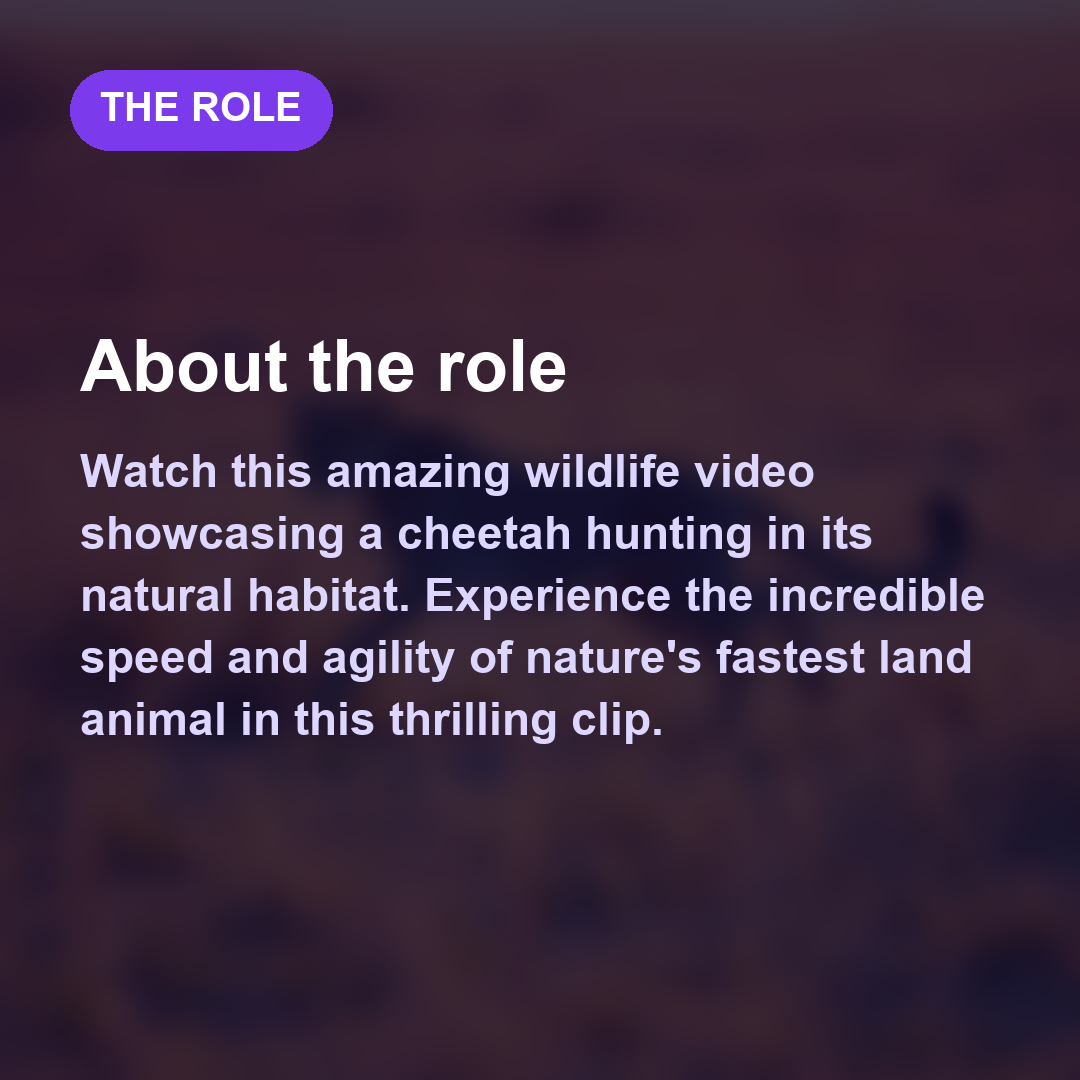 THE ROLE
About the role
Watch this amazing wildlife video
showcasing a cheetah hunting in its
natural habitat. Experience the incredible
speed and agility of nature's fastest land
animal in this thrilling clip.